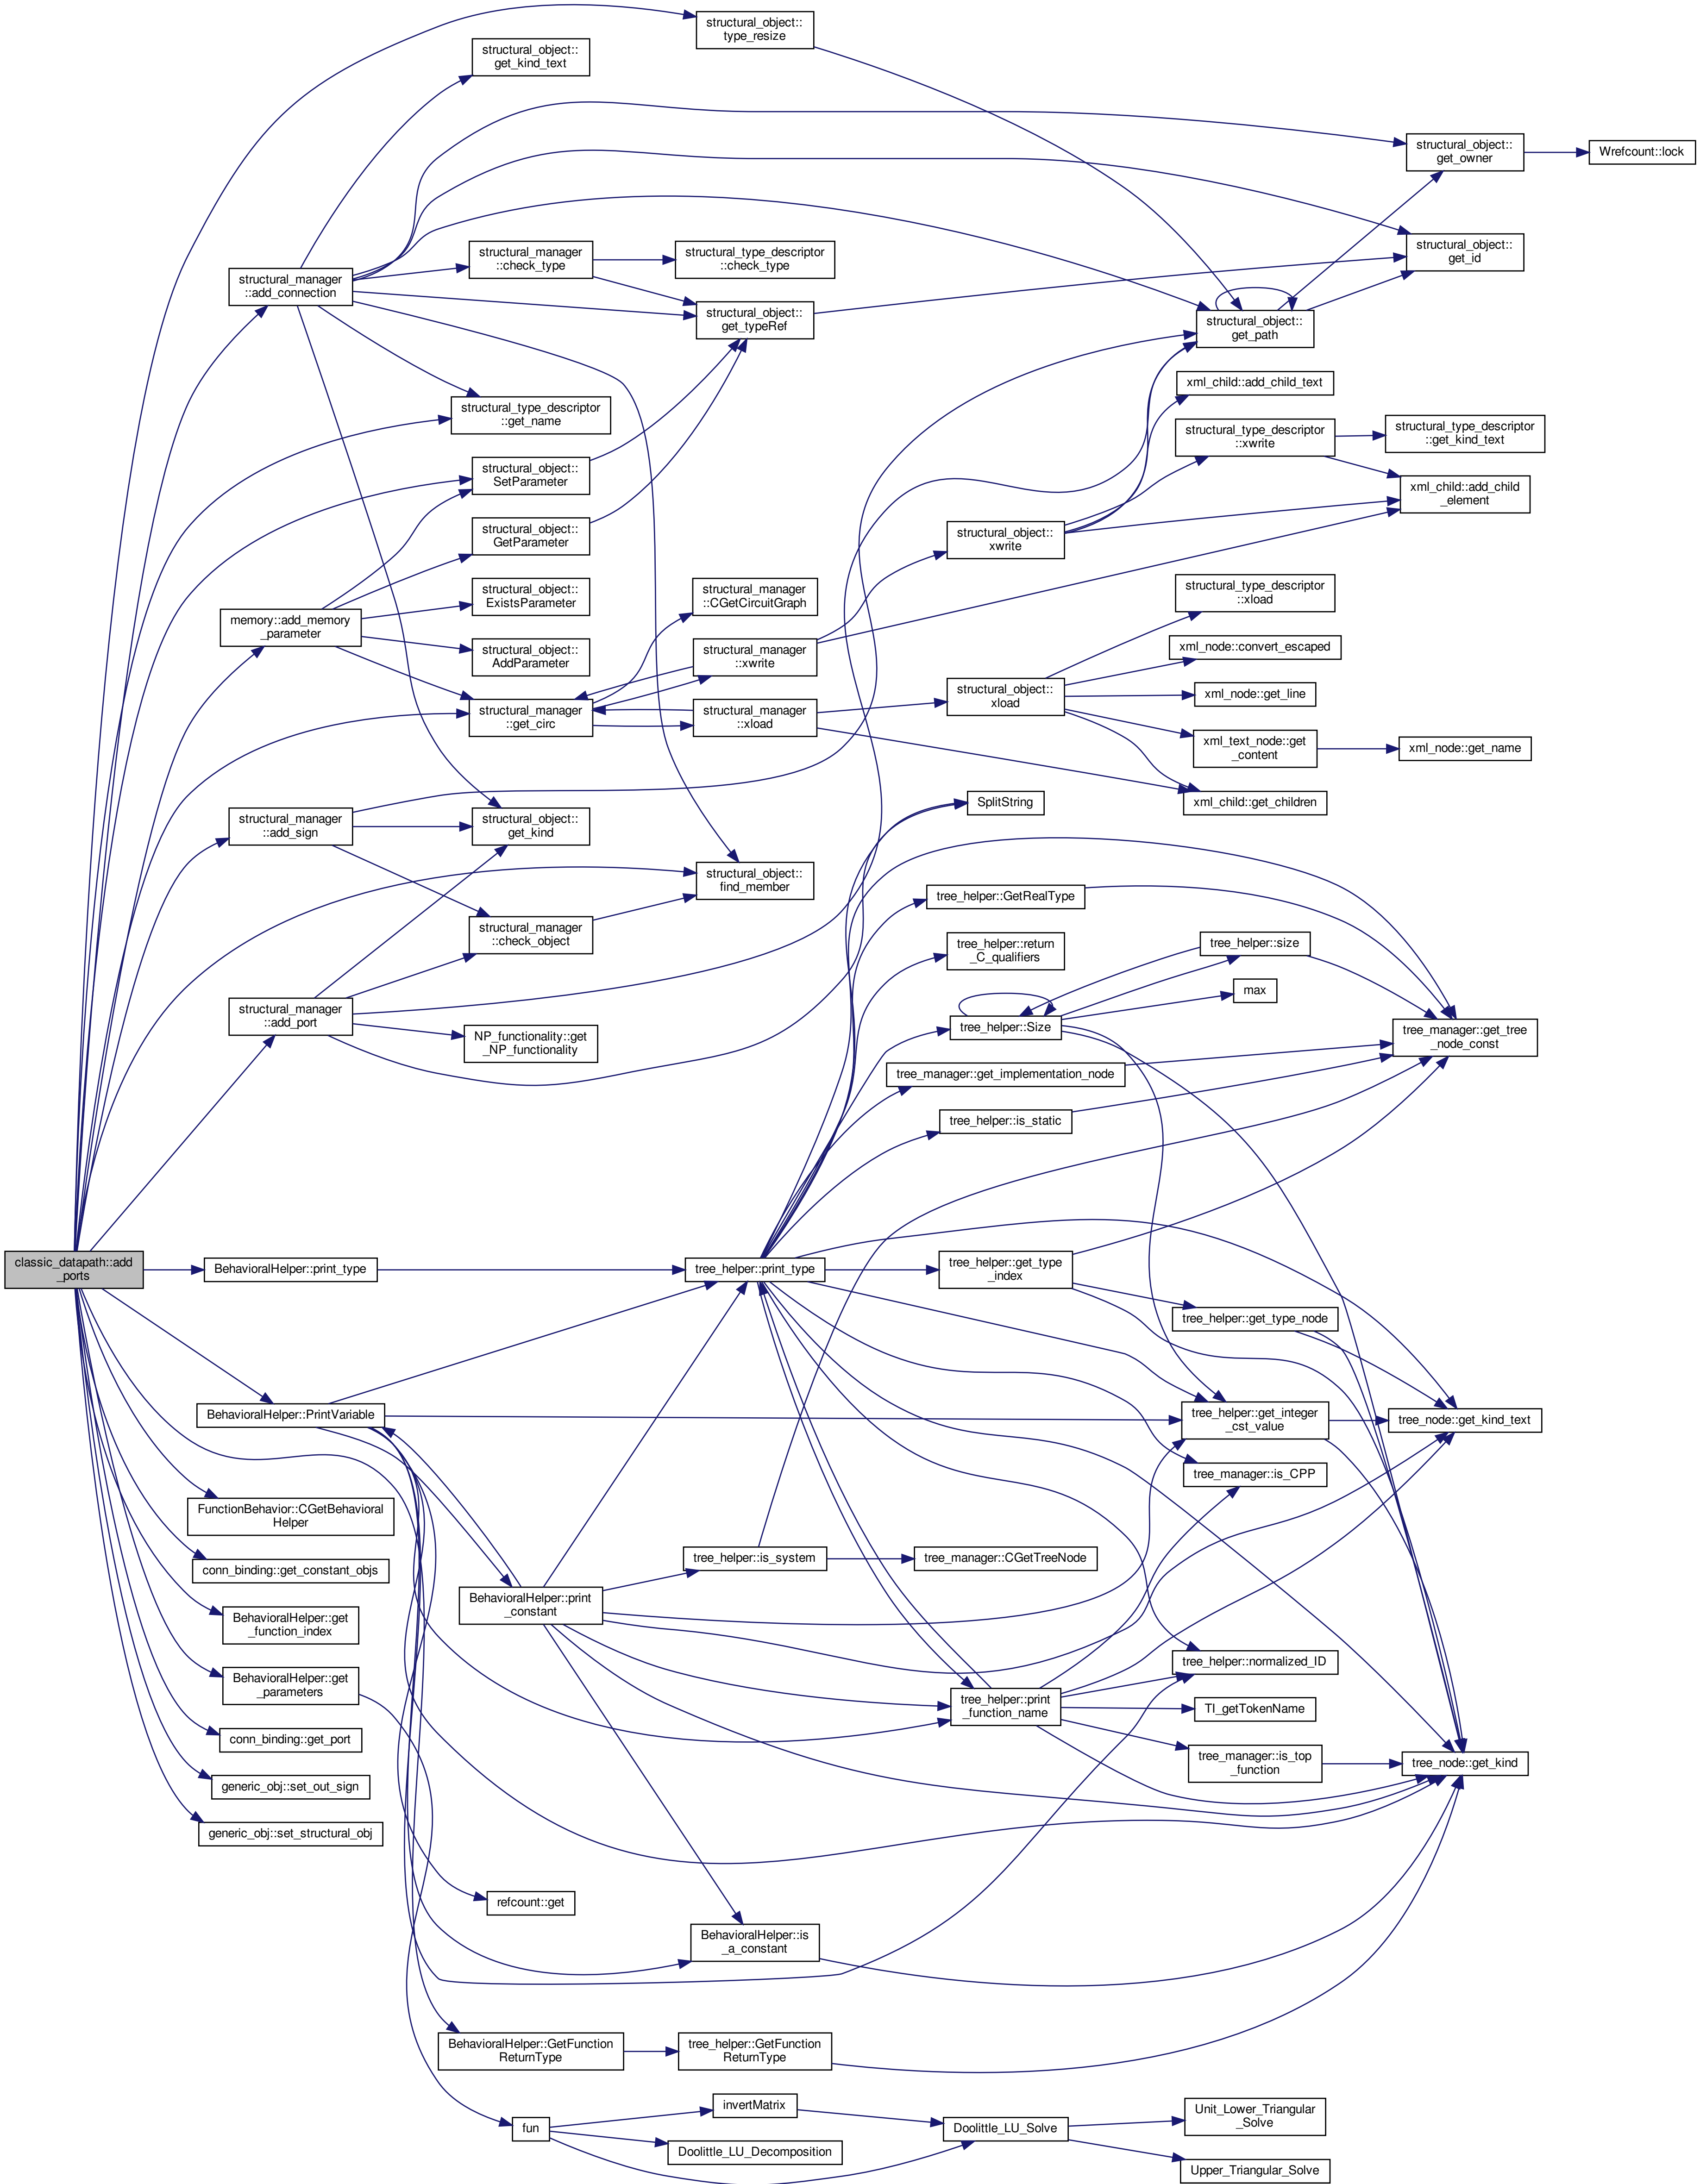 structural_object::
type_resize
structural_object::
get_kind_text
structural_object::
get_owner
Wrefcount::lock
structural_object::
get_id
structural_manager
::check_type
structural_type_descriptor
::check_type
structural_manager
::add_connection
structural_object::
get_typeRef
structural_object::
get_path
xml_child::add_child_text
structural_type_descriptor
::get_name
structural_type_descriptor
::xwrite
structural_type_descriptor
::get_kind_text
structural_object::
SetParameter
xml_child::add_child
_element
structural_object::
GetParameter
structural_object::
xwrite
structural_object::
ExistsParameter
structural_manager
::CGetCircuitGraph
structural_type_descriptor
::xload
memory::add_memory
_parameter
structural_object::
AddParameter
structural_manager
::xwrite
xml_node::convert_escaped
structural_object::
xload
xml_node::get_line
structural_manager
::get_circ
structural_manager
::xload
xml_text_node::get
_content
xml_node::get_name
xml_child::get_children
SplitString
structural_manager
::add_sign
structural_object::
get_kind
structural_object::
find_member
tree_helper::GetRealType
structural_manager
::check_object
tree_helper::return
_C_qualifiers
tree_helper::size
max
structural_manager
::add_port
NP_functionality::get
_NP_functionality
tree_helper::Size
tree_manager::get_tree
_node_const
tree_manager::get_implementation_node
tree_helper::is_static
classic_datapath::add
_ports
BehavioralHelper::print_type
tree_helper::print_type
tree_helper::get_type
_index
tree_helper::get_type_node
BehavioralHelper::PrintVariable
tree_helper::get_integer
_cst_value
tree_node::get_kind_text
tree_manager::is_CPP
FunctionBehavior::CGetBehavioral
Helper
conn_binding::get_constant_objs
tree_helper::is_system
tree_manager::CGetTreeNode
BehavioralHelper::print
_constant
BehavioralHelper::get
_function_index
tree_helper::normalized_ID
BehavioralHelper::get
_parameters
tree_helper::print
_function_name
TI_getTokenName
conn_binding::get_port
tree_manager::is_top
_function
tree_node::get_kind
generic_obj::set_out_sign
generic_obj::set_structural_obj
refcount::get
BehavioralHelper::is
_a_constant
BehavioralHelper::GetFunction
ReturnType
tree_helper::GetFunction
ReturnType
invertMatrix
fun
Doolittle_LU_Decomposition
Doolittle_LU_Solve
Unit_Lower_Triangular
_Solve
Upper_Triangular_Solve